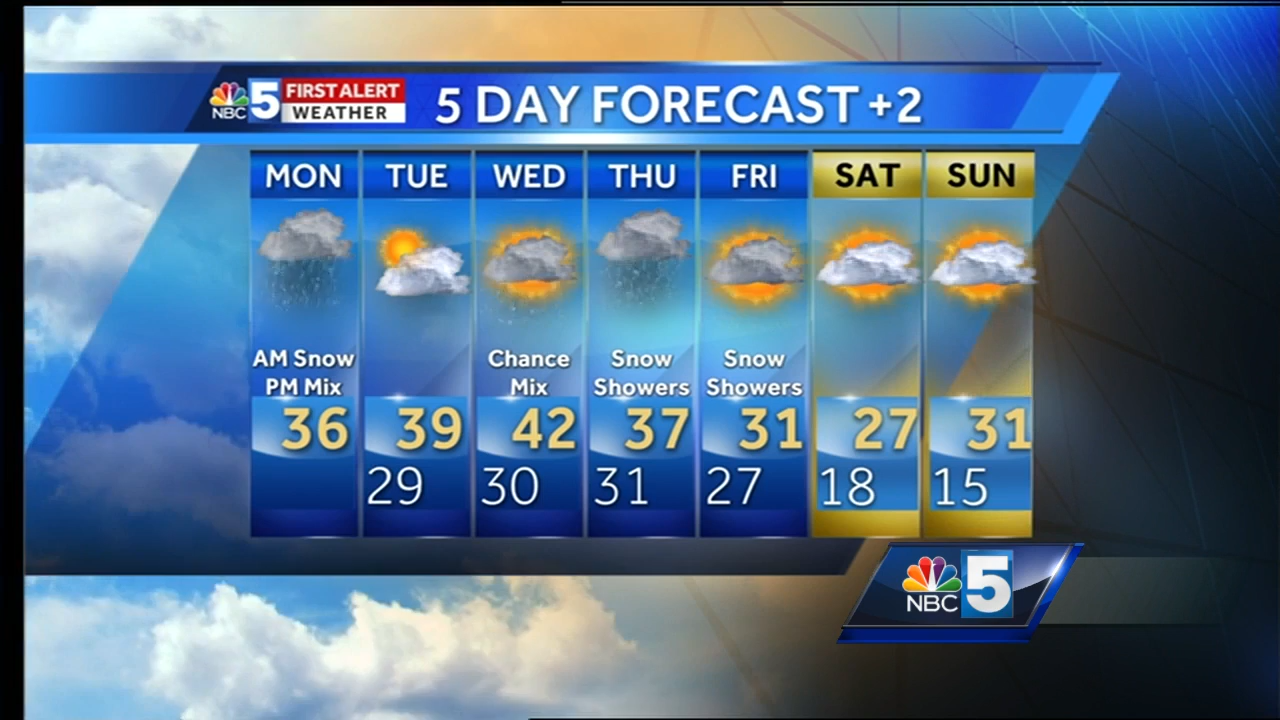 NBC 5 FIRST ALERT WEATHER 5 DAY FORECAST +2
MON TUE WED THU FRI SAT SUN
AM Snow Chance Snow Snow
PM Mix Mix Showers Showers
36 39 42 37 31 27 31
29 30 31 27 18 15
NBC 5